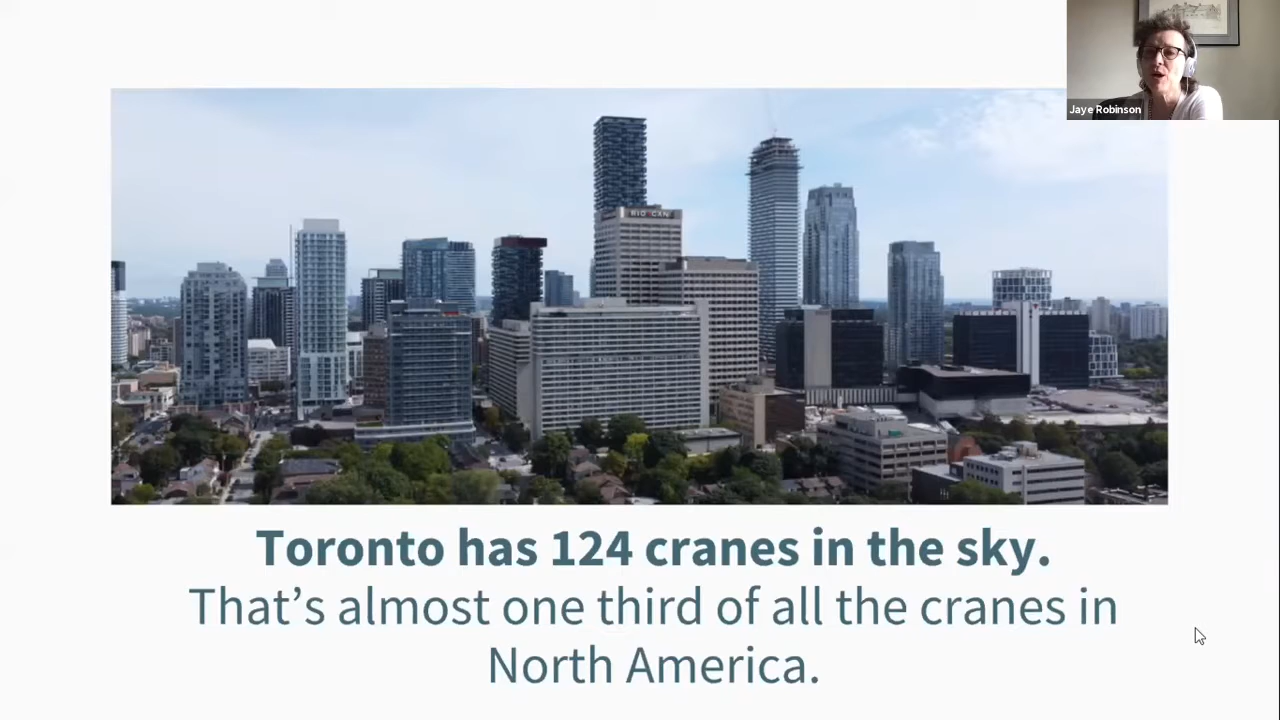 Jaye Robinson
RIO CAN
Toronto has 124 cranes in the sky.
That’s almost one third of all the cranes in
North America.